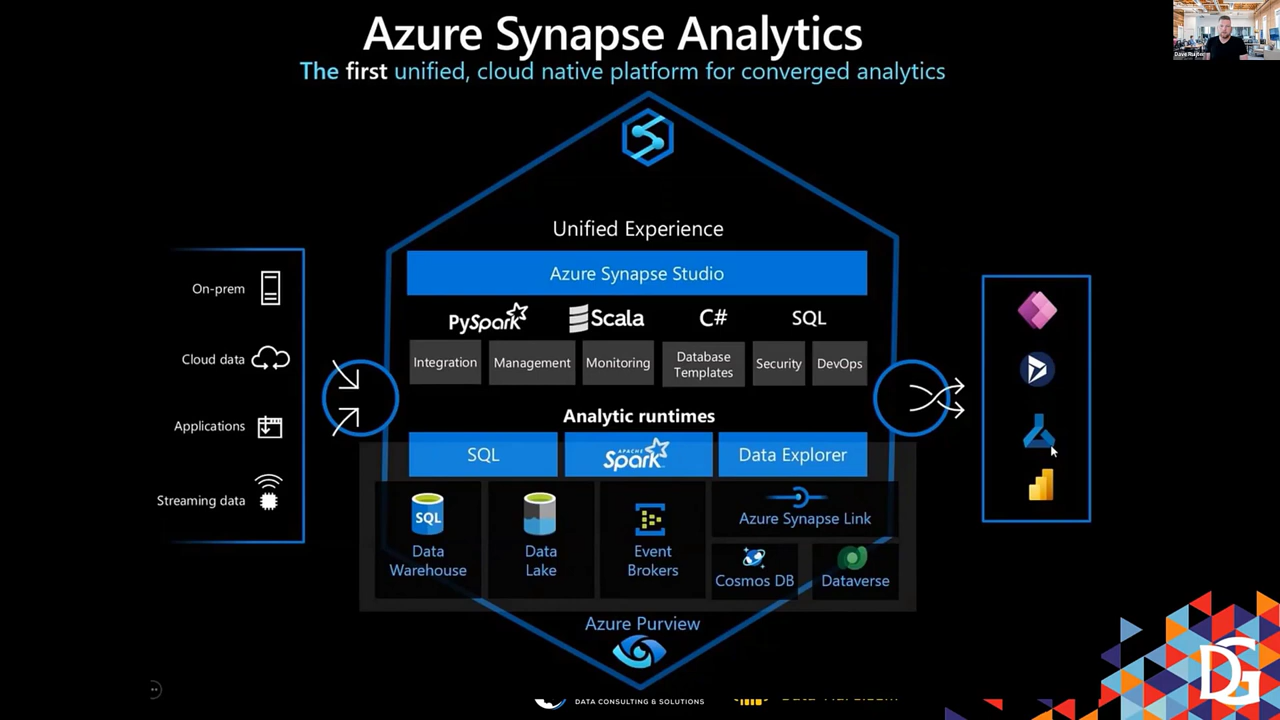 Azure Synapse Analytics
The first unified, cloud native platform for converged analytics
Unified Experience
Azure Synapse Studio
PySpark
Scala
C#
SQL
Integration
Management
Monitoring
Database
Templates
Security
DevOps
On-prem
Cloud data
Applications
Streaming data
Analytic runtimes
SQL
APACHE
Spark
Data Explorer
SQL
Data
Warehouse
Data
Lake
Event
Brokers
Azure Synapse Link
Cosmos DB
Dataverse
Azure Purview
DATA CONSULTING & SOLUTIONS
DG